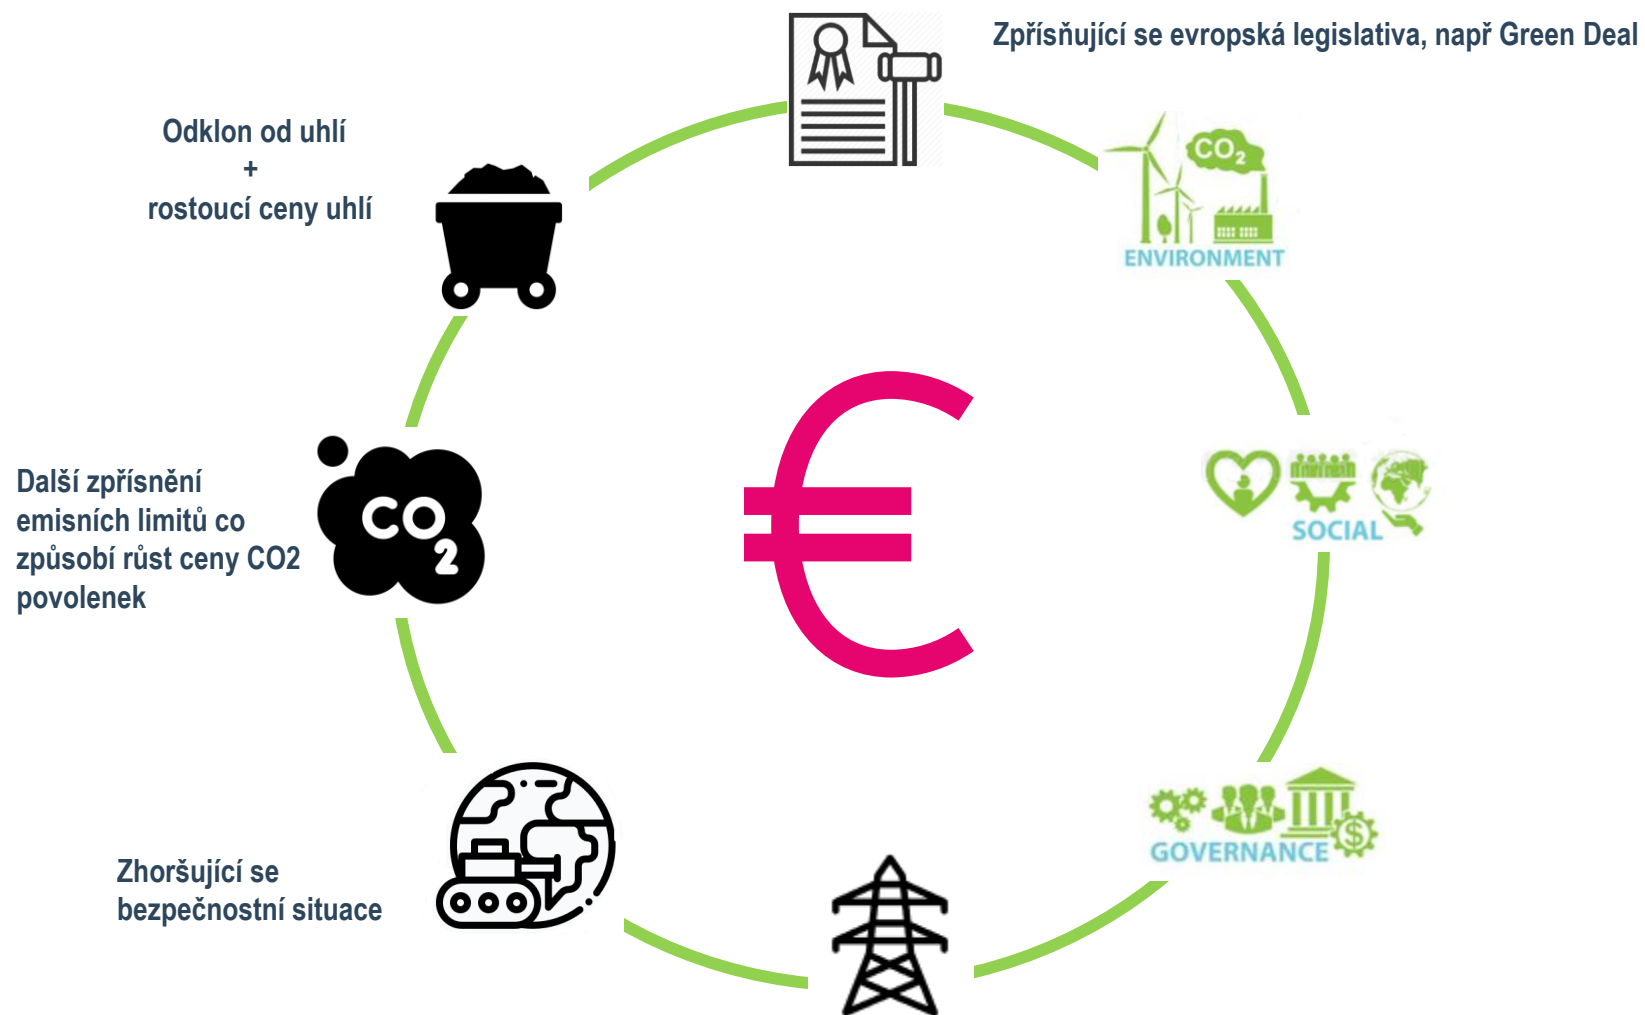 Zpřísňující se evropská legislativa, např Green Deal
Odklon od uhlí
+
rostoucí ceny uhlí
CO2
ENVIRONMENT
Další zpřísnění
emisních limitů co
způsobí růst ceny CO2
povolenek
CO2
€
SOCIAL
Zhoršující se
bezpečnostní situace
$
GOVERNANCE